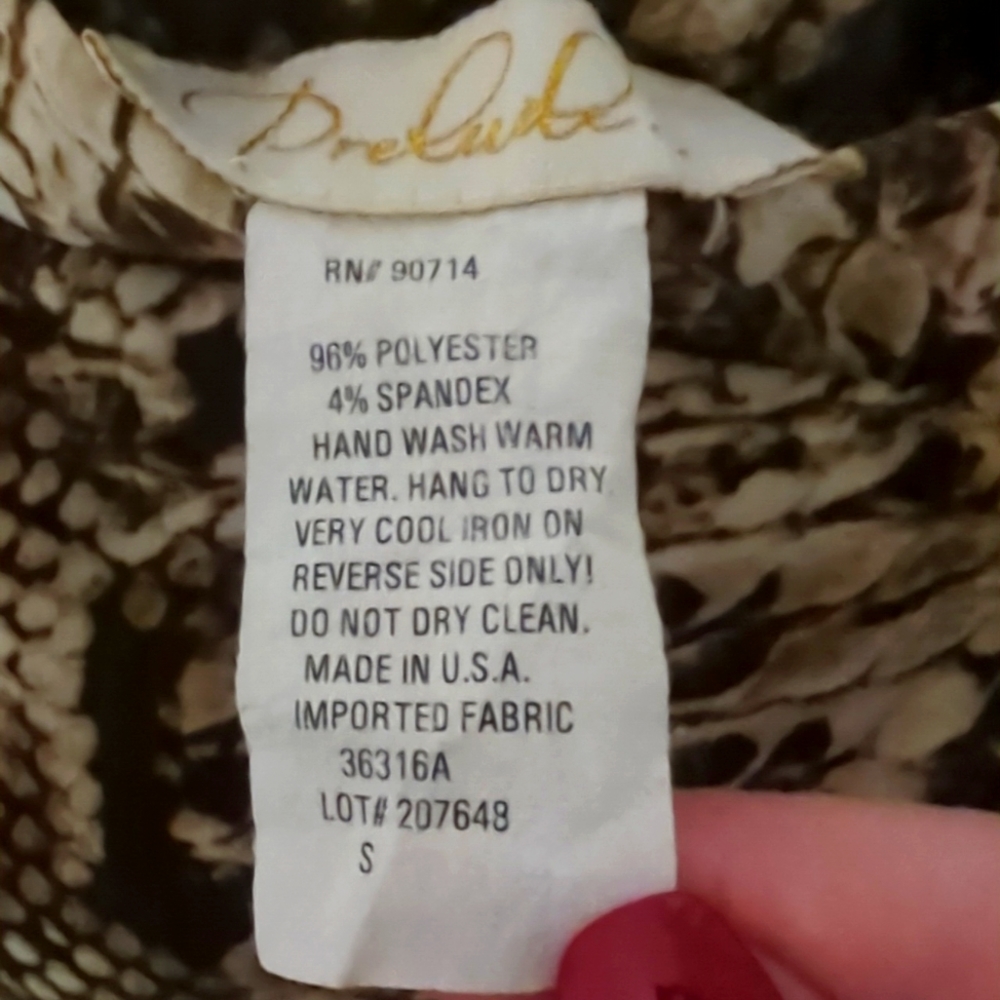 Prelude
RN# 90714
96% POLYESTER
4% SPANDEX
HAND WASH WARM
WATER. HANG TO DRY
VERY COOL IRON ON
REVERSE SIDE ONLY!
DO NOT DRY CLEAN.
MADE IN U.S.A.
IMPORTED FABRIC
36316A
LOT# 207648
S